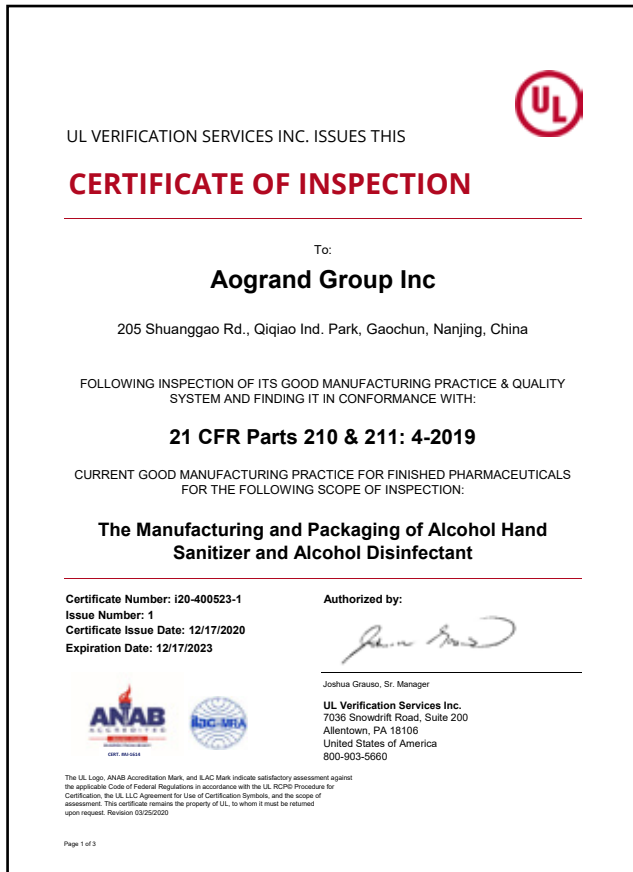 UL
UL VERIFICATION SERVICES INC. ISSUES THIS
CERTIFICATE OF INSPECTION
To:
Aogrand Group Inc
205 Shuanggao Rd., Qiqiao Ind. Park, Gaochun, Nanjing, China
FOLLOWING INSPECTION OF ITS GOOD MANUFACTURING PRACTICE & QUALITY
SYSTEM AND FINDING IT IN CONFORMANCE WITH:
21 CFR Parts 210 & 211: 4-2019
CURRENT GOOD MANUFACTURING PRACTICE FOR FINISHED PHARMACEUTICALS
FOR THE FOLLOWING SCOPE OF INSPECTION:
The Manufacturing and Packaging of Alcohol Hand
Sanitizer and Alcohol Disinfectant
Certificate Number: i20-400523-1
Issue Number: 1
Certificate Issue Date: 12/17/2020
Expiration Date: 12/17/2023
Authorized by:
Joshua Grauso, Sr. Manager
UL Verification Services Inc.
7036 Snowdrift Road, Suite 200
Allentown, PA 18106
United States of America
800-903-5660
ANAB
ACCREDITED
ilac-MRA
The UL Logo, ANAB Accreditation Mark, and ILAC Mark indicate satisfactory assessment against
the applicable Code of Federal Regulations in accordance with the UL RCP© Procedure for
Certification, the UL LLC Agreement for Use of Certification Symbols, and the scope of
assessment. This certificate remains the property of UL, to whom it must be returned
upon request. Revision 03/25/2020
Page 1 of 3